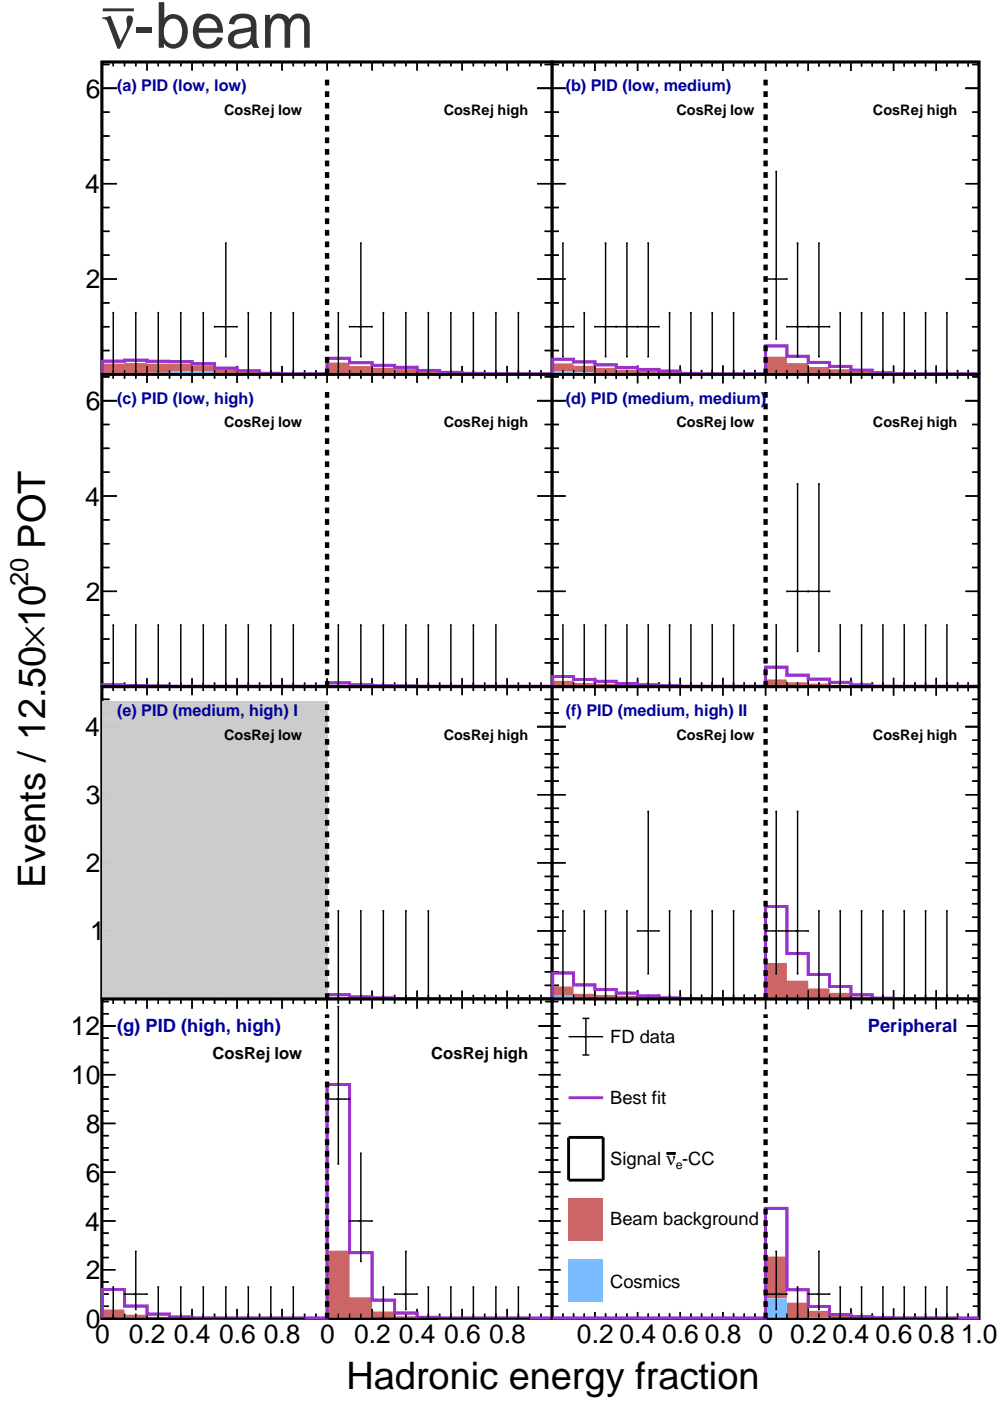 ν̅-beam
(a) PID (low, low)
CosRej low
CosRej high
(b) PID (low, medium)
CosRej low
CosRej high
6
4
2
(c) PID (low, high)
CosRej low
CosRej high
(d) PID (medium, medium)
CosRej low
CosRej high
6
4
2
(e) PID (medium, high) I
CosRej low
CosRej high
(f) PID (medium, high) II
CosRej low
CosRej high
4
3
2
1
(g) PID (high, high)
CosRej low
CosRej high
Peripheral
12
10
8
6
4
2
0
FD data
Best fit
Signal ν̅ₑ-CC
Beam background
Cosmics
0 0.2 0.4 0.6 0.8 0 0.2 0.4 0.6 0.8 0.2 0.4 0.6 0.8 0 0.2 0.4 0.6 0.8 1.0
Hadronic energy fraction
Events / 12.50×10²⁰ POT